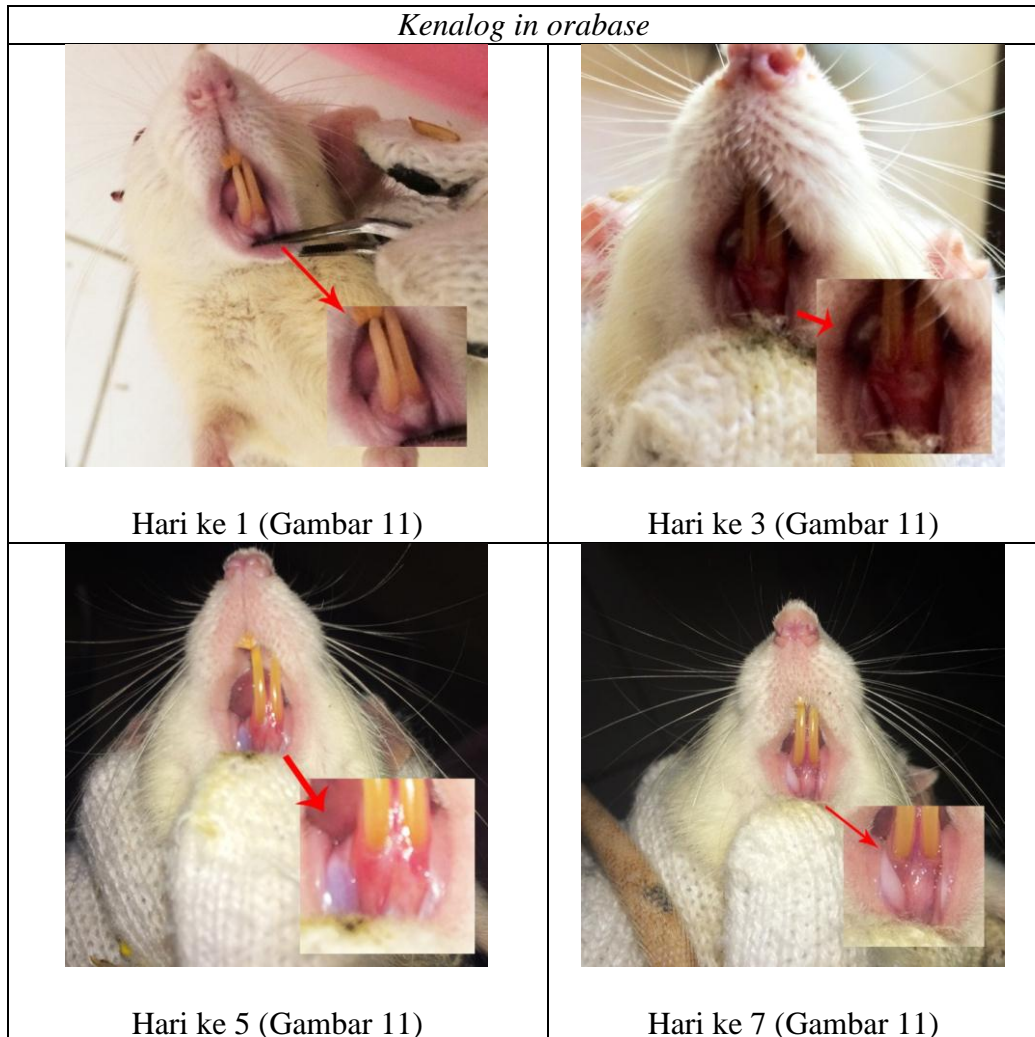 Kenalog in orabase
Hari ke 1 (Gambar 11)
Hari ke 3 (Gambar 11)
Hari ke 5 (Gambar 11)
Hari ke 7 (Gambar 11)